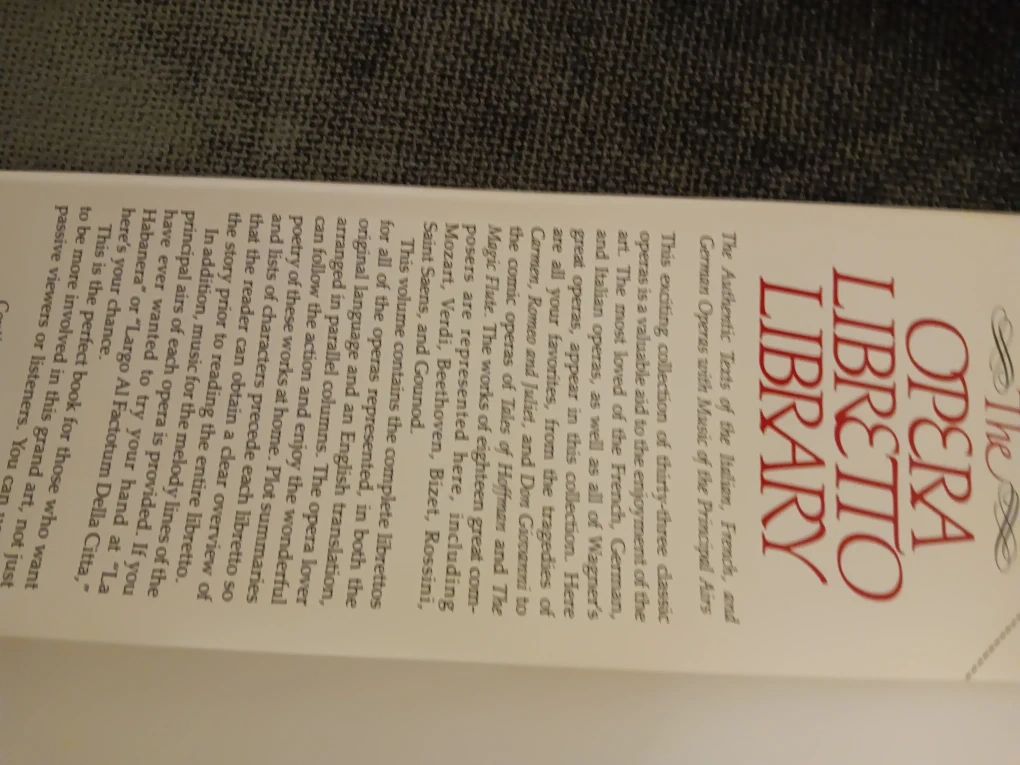 The
OPERA
LIBRETTO
LIBRARY
The Authentic Texts of the Italian, French, and
German Operas with Music of the Principal Airs
This exciting collection of thirty-three classic
operas is a valuable aid to the enjoyment of the
art. The most loved of the French, German,
and Italian operas, as well as all of Wagner's
great operas, appear in this collection. Here
are all your favorites, from the tragedies of
Carmen, Romeo and Juliet, and Don Giovanni to
the comic operas of Tales of Hoffmann and The
Magic Flute. The works of eighteen great com-
posers are represented here, including
Mozart, Verdi, Beethoven, Bizet, Rossini,
Saint Saens, and Gounod.
This volume contains the complete librettos
for all of the operas represented, in both the
original language and an English translation,
arranged in parallel columns. The opera lover
can follow the action and enjoy the wonderful
poetry of these works at home. Plot summaries
and lists of characters precede each libretto so
that the reader can obtain a clear overview of
the story prior to reading the entire libretto.
In addition, music for the melody lines of the
principal airs of each opera is provided. If you
have ever wanted to try your hand at "La
Habanera" or "Largo Al Factotum Della Citta,"
here's your chance.
This is the perfect book for those who want
to be more involved in this grand art, not just
passive viewers or listeners. You can